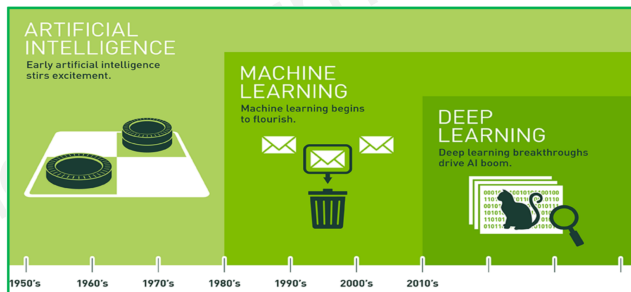 ARTIFICIAL
INTELLIGENCE
Early artificial intelligence
stirs excitement.
MACHINE
LEARNING
Machine learning begins
to flourish.
DEEP
LEARNING
Deep learning breakthroughs
drive AI boom.
1950's 1960's 1970's 1980's 1990's 2000's 2010's